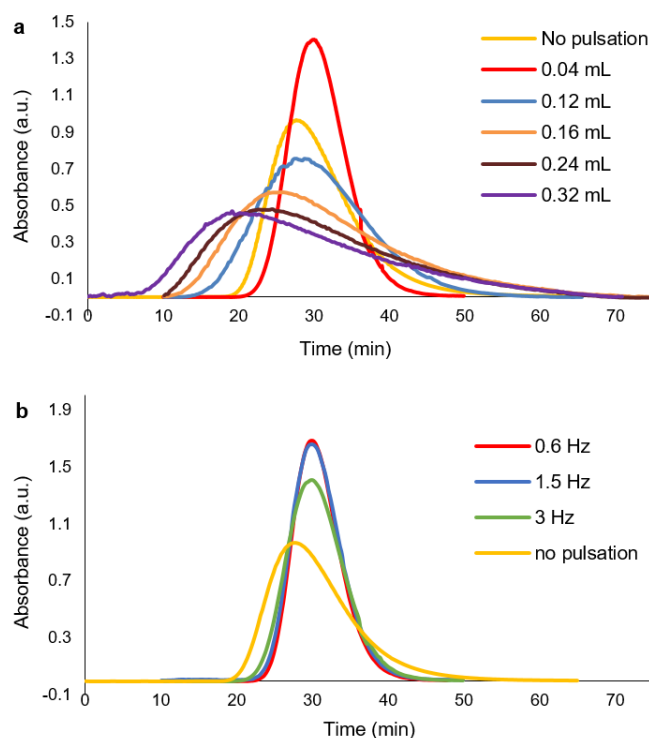 a
1.5
1.3
1.1
0.9
0.7
0.5
0.3
0.1
-0.1
Absorbance (a.u.)
0 10 20 30 40 50 60 70
Time (min)
No pulsation
0.04 mL
0.12 mL
0.16 mL
0.24 mL
0.32 mL
b
1.9
1.5
1.1
0.7
0.3
-0.1
Absorbance (a.u.)
0 10 20 30 40 50 60 70
Time (min)
0.6 Hz
1.5 Hz
3 Hz
no pulsation